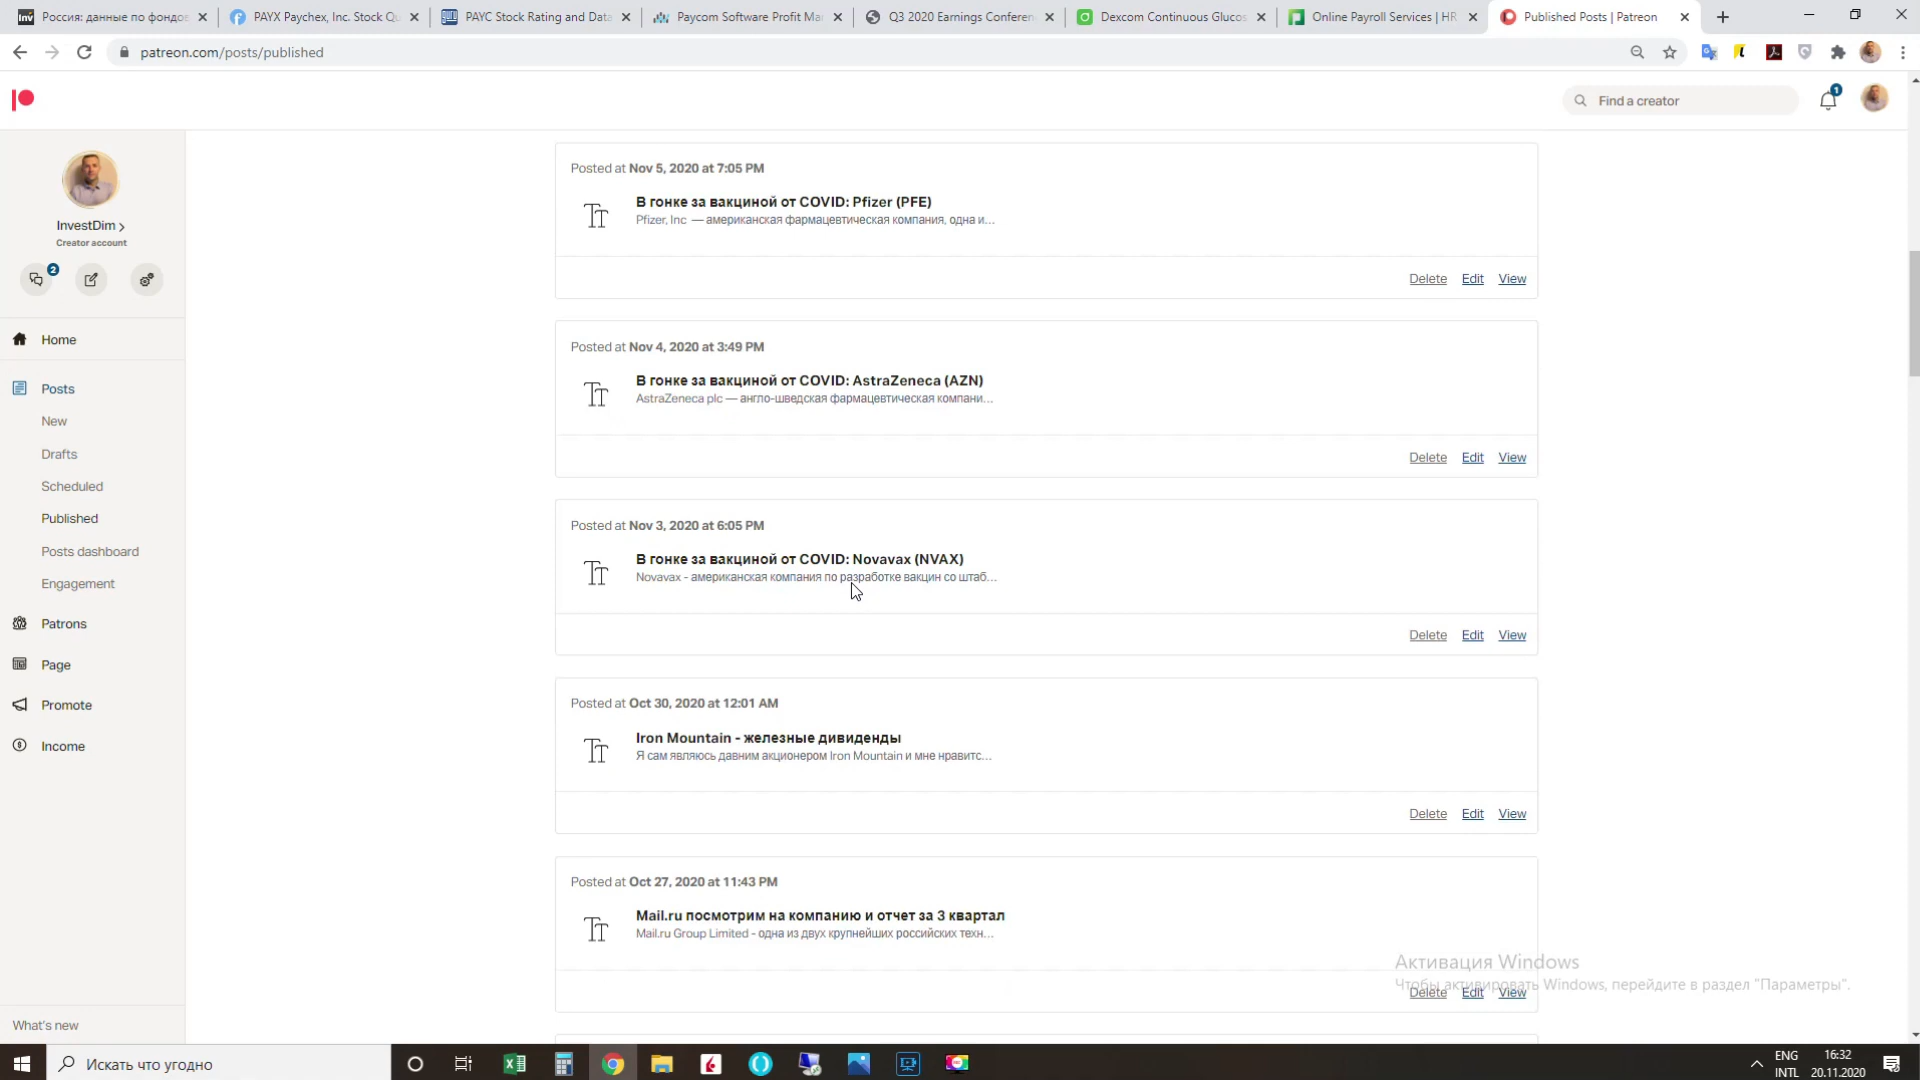 Россия: данные по фондов
PAYX Paychex, Inc. Stock Qu
PAYC Stock Rating and Data
Paycom Software Profit Mar
Q3 2020 Earnings Conferen
Dexcom Continuous Glucos
Online Payroll Services | HR
Published Posts | Patreon
patreon.com/posts/published
Find a creator
1
InvestDim
Creator account
2
Home
Posts
New
Drafts
Scheduled
Published
Posts dashboard
Engagement
Patrons
Page
Promote
Income
What's new
Posted at Nov 5, 2020 at 7:05 PM
В гонке за вакциной от COVID: Pfizer (PFE)
Pfizer, Inc — американская фармацевтическая компания, одна и...
Delete Edit View
Posted at Nov 4, 2020 at 3:49 PM
В гонке за вакциной от COVID: AstraZeneca (AZN)
AstraZeneca plc — англо-шведская фармацевтическая компани...
Delete Edit View
Posted at Nov 3, 2020 at 6:05 PM
В гонке за вакциной от COVID: Novavax (NVAX)
Novavax - американская компания по разработке вакцин со штаб...
Delete Edit View
Posted at Oct 30, 2020 at 12:01 AM
Iron Mountain - железные дивиденды
Я сам являюсь давним акционером Iron Mountain и мне нравитс...
Delete Edit View
Posted at Oct 27, 2020 at 11:43 PM
Mail.ru посмотрим на компанию и отчет за 3 квартал
Mail.ru Group Limited - одна из двух крупнейших российских техн...
Delete Edit View
Активация Windows
Чтобы активировать Windows, перейдите в раздел "Параметры".
Искать что угодно
ENG
INTL
16:32
20.11.2020